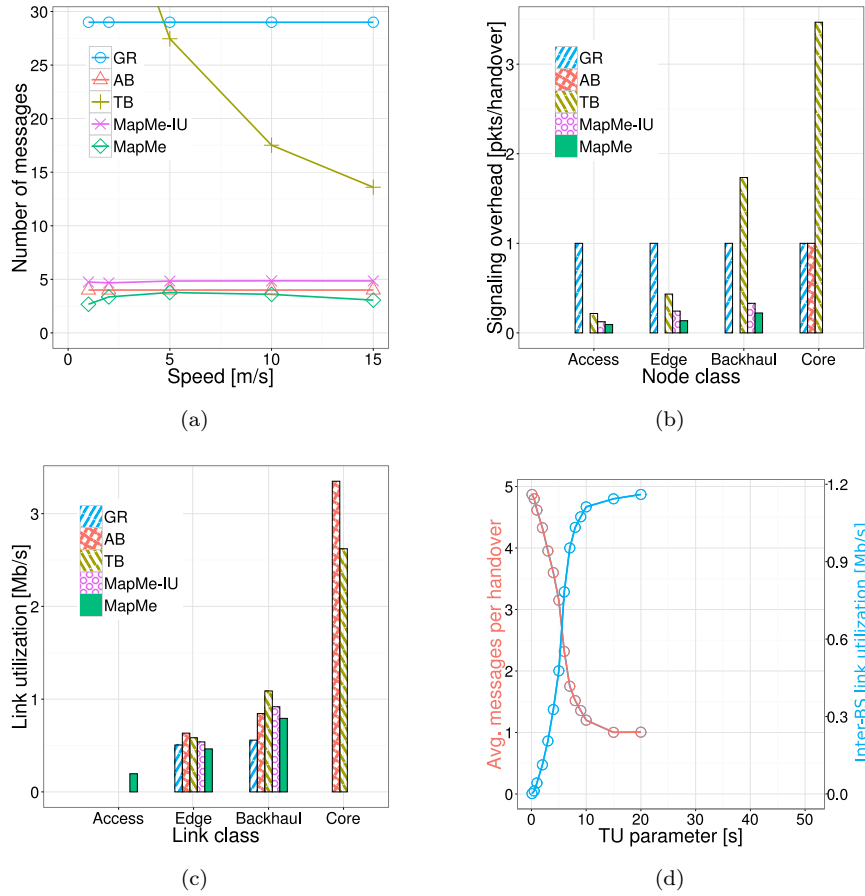 30
25
20
15
10
5
0
Number of messages
GR
AB
TB
MapMe-IU
MapMe
0
5
10
15
Speed [m/s]
(a)
3
2
1
0
Signaling overhead [pkts/handover]
GR
AB
TB
MapMe-IU
MapMe
Access
Edge
Backhaul
Core
Node class
(b)
3
2
1
0
Link utilization [Mb/s]
GR
AB
TB
MapMe-IU
MapMe
Access
Edge
Backhaul
Core
Link class
(c)
5
4
3
2
1
0
Avg. messages per handover
1.2
0.9
0.6
0.3
0.0
Inter-BS link utilization [Mb/s]
0
10
20
30
40
50
TU parameter [s]
(d)